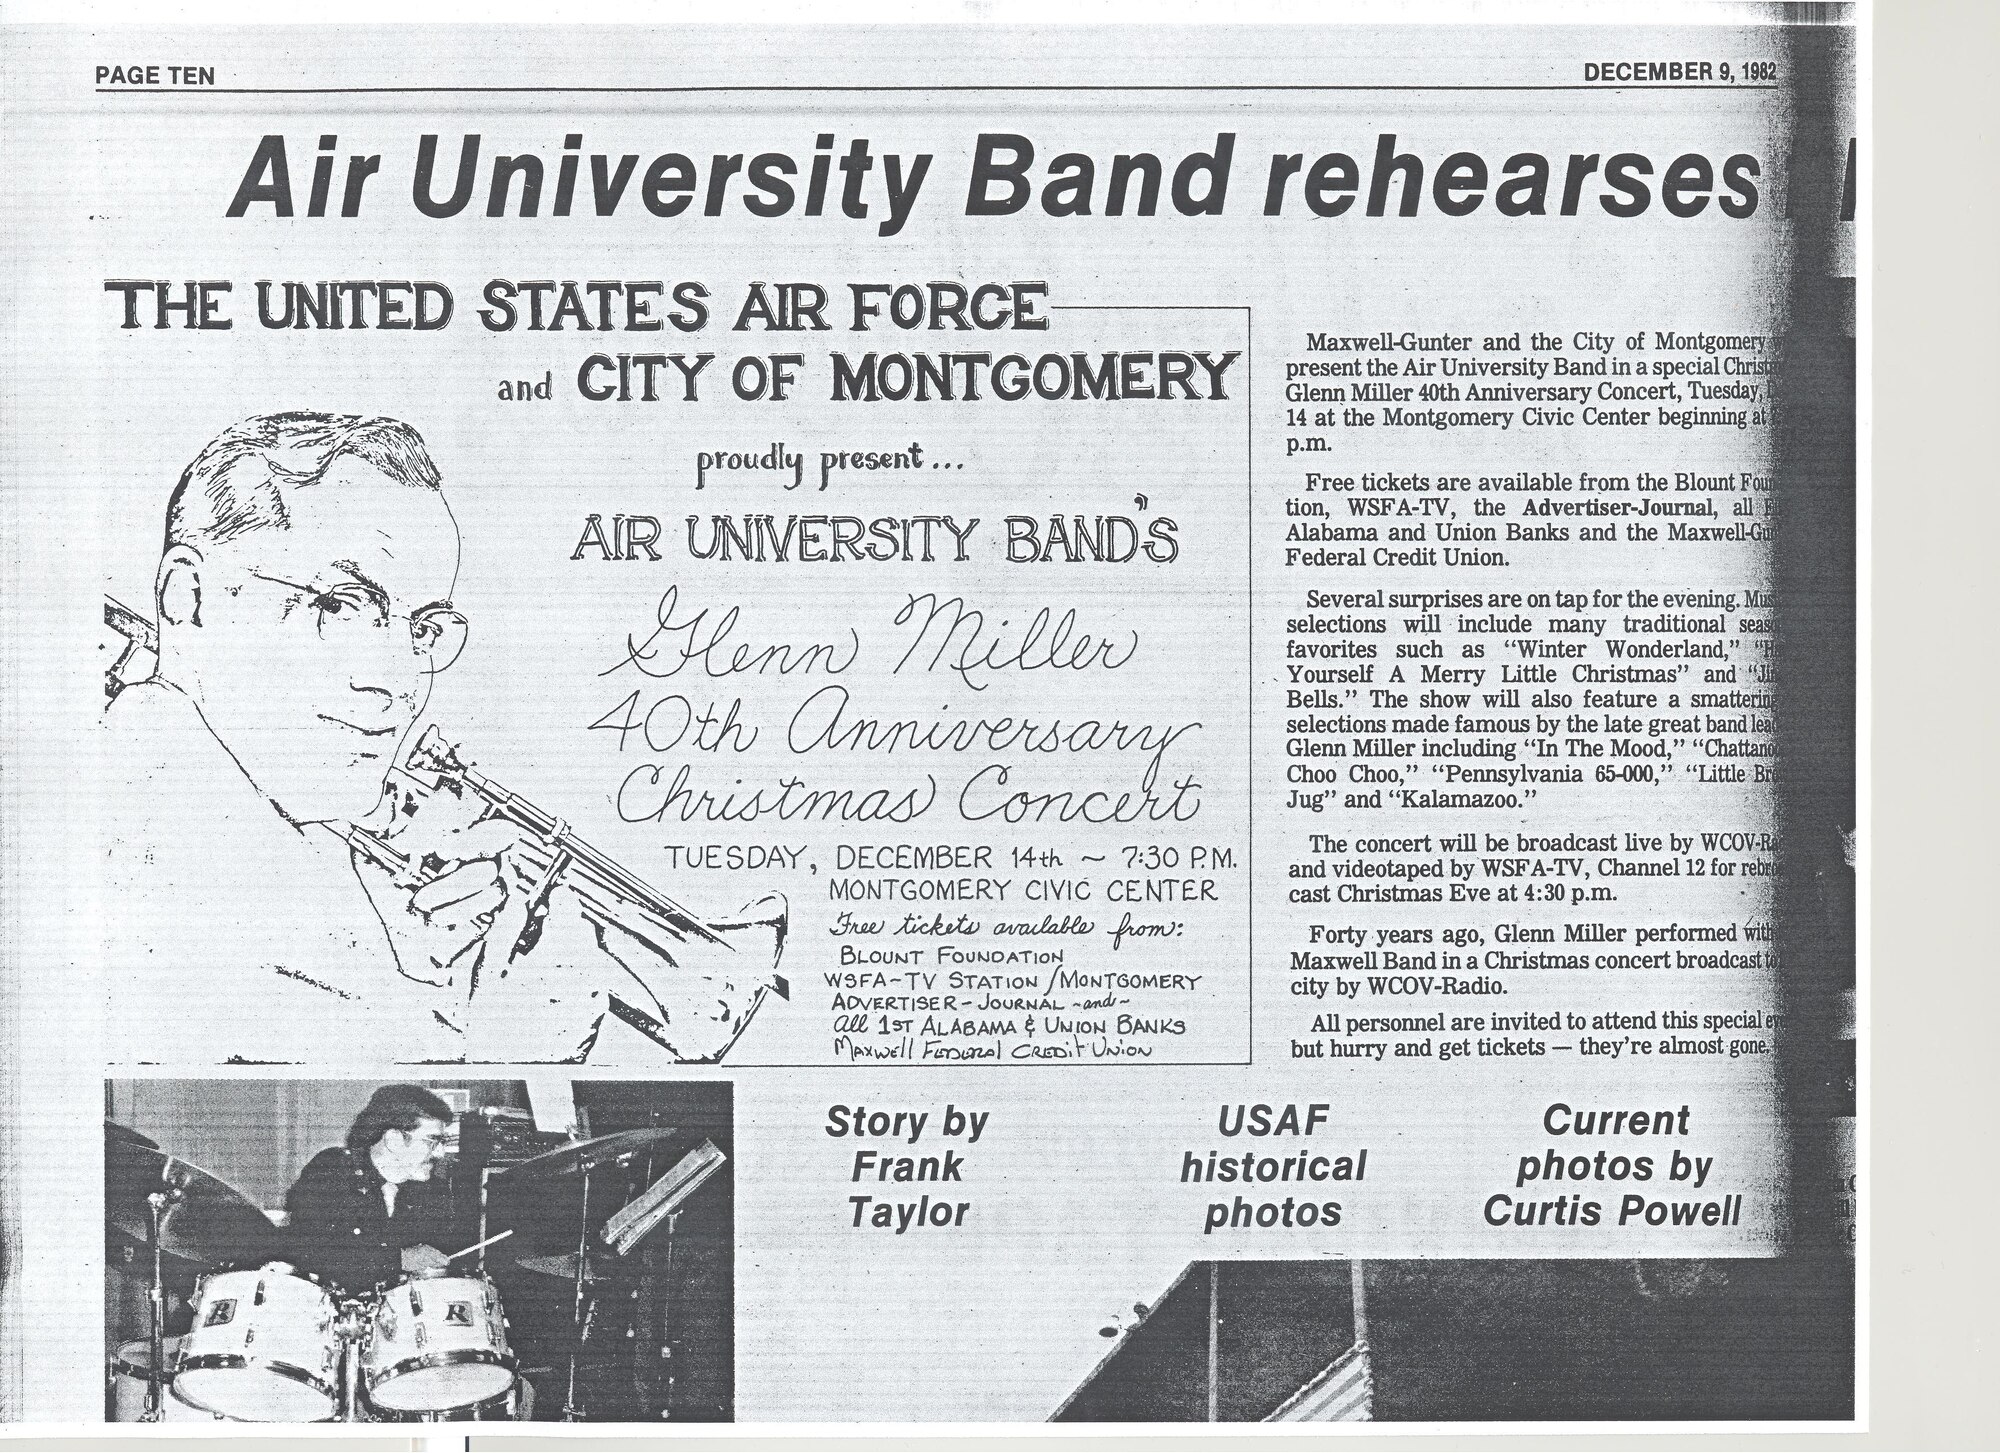 PAGE TEN
DECEMBER 9, 1982
Air University Band rehearses
THE UNITED STATES AIR FORCE
and CITY OF MONTGOMERY
proudly present...
AIR UNIVERSITY BAND'S
Glenn Miller
40th Anniversary
Christmas Concert
TUESDAY, DECEMBER 14th ~ 7:30 P.M.
MONTGOMERY CIVIC CENTER
Free tickets available from:
BLOUNT FOUNDATION
WSFA-TV STATION/MONTGOMERY
ADVERTISER-JOURNAL -and-
All 1ST ALABAMA & UNION BANKS
MAXWELL FEDERAL CREDIT UNION
Maxwell-Gunter and the City of Montgomery
present the Air University Band in a special
Glenn Miller 40th Anniversary Concert, Tuesday,
14 at the Montgomery Civic Center beginning at
p.m.
Free tickets are available from the Blount
tion, WSFA-TV, the Advertiser-Journal, all
Alabama and Union Banks and the
Federal Credit Union.
Several surprises are on tap for the evening.
selections will include many traditional
favorites such as "Winter Wonderland,"
Yourself A Merry Little Christmas" and
Bells." The show will also feature a smattering
selections made famous by the late great band
Glenn Miller including "In The Mood,"
Choo Choo," "Pennsylvania 65-000," "Little
Jug" and "Kalamazoo."
The concert will be broadcast live by
and videotaped by WSFA-TV, Channel 12 for
cast Christmas Eve at 4:30 p.m.
Forty years ago, Glenn Miller performed with
Maxwell Band in a Christmas concert broadcast
city by WCOV-Radio.
All personnel are invited to attend this special
but hurry and get tickets — they're almost gone.
Story by
Frank
Taylor
USAF
historical
photos
Current
photos by
Curtis Powell
R
R